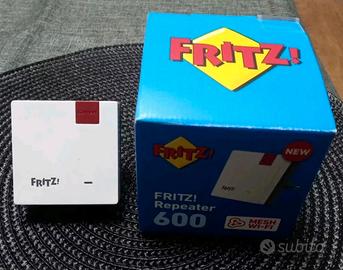 FRITZ!
FRITZ!
NEW
FRITZ!
Repeater
600
FRITZ!
MESH
WI-FI
subito